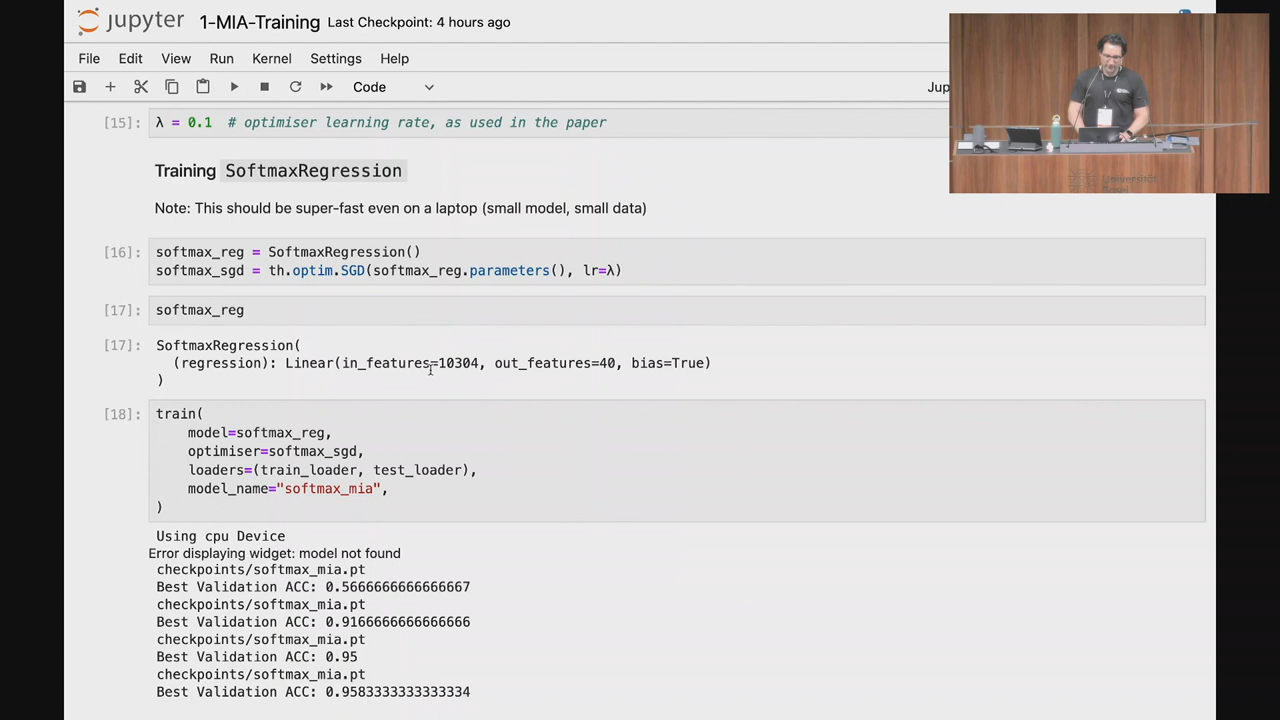 jupyter 1-MIA-Training Last Checkpoint: 4 hours ago
File Edit View Run Kernel Settings Help
Code Jup
[15]: λ = 0.1 # optimiser learning rate, as used in the paper
Training SoftmaxRegression
Note: This should be super-fast even on a laptop (small model, small data)
[16]: softmax_reg = SoftmaxRegression()
softmax_sgd = th.optim.SGD(softmax_reg.parameters(), lr=λ)
[17]: softmax_reg
[17]: SoftmaxRegression(
(regression): Linear(in_features=10304, out_features=40, bias=True)
)
[18]: train(
model=softmax_reg,
optimiser=softmax_sgd,
loaders=(train_loader, test_loader),
model_name="softmax_mia",
)
Using cpu Device
Error displaying widget: model not found
checkpoints/softmax_mia.pt
Best Validation ACC: 0.5666666666666667
checkpoints/softmax_mia.pt
Best Validation ACC: 0.9166666666666666
checkpoints/softmax_mia.pt
Best Validation ACC: 0.95
checkpoints/softmax_mia.pt
Best Validation ACC: 0.9583333333333334